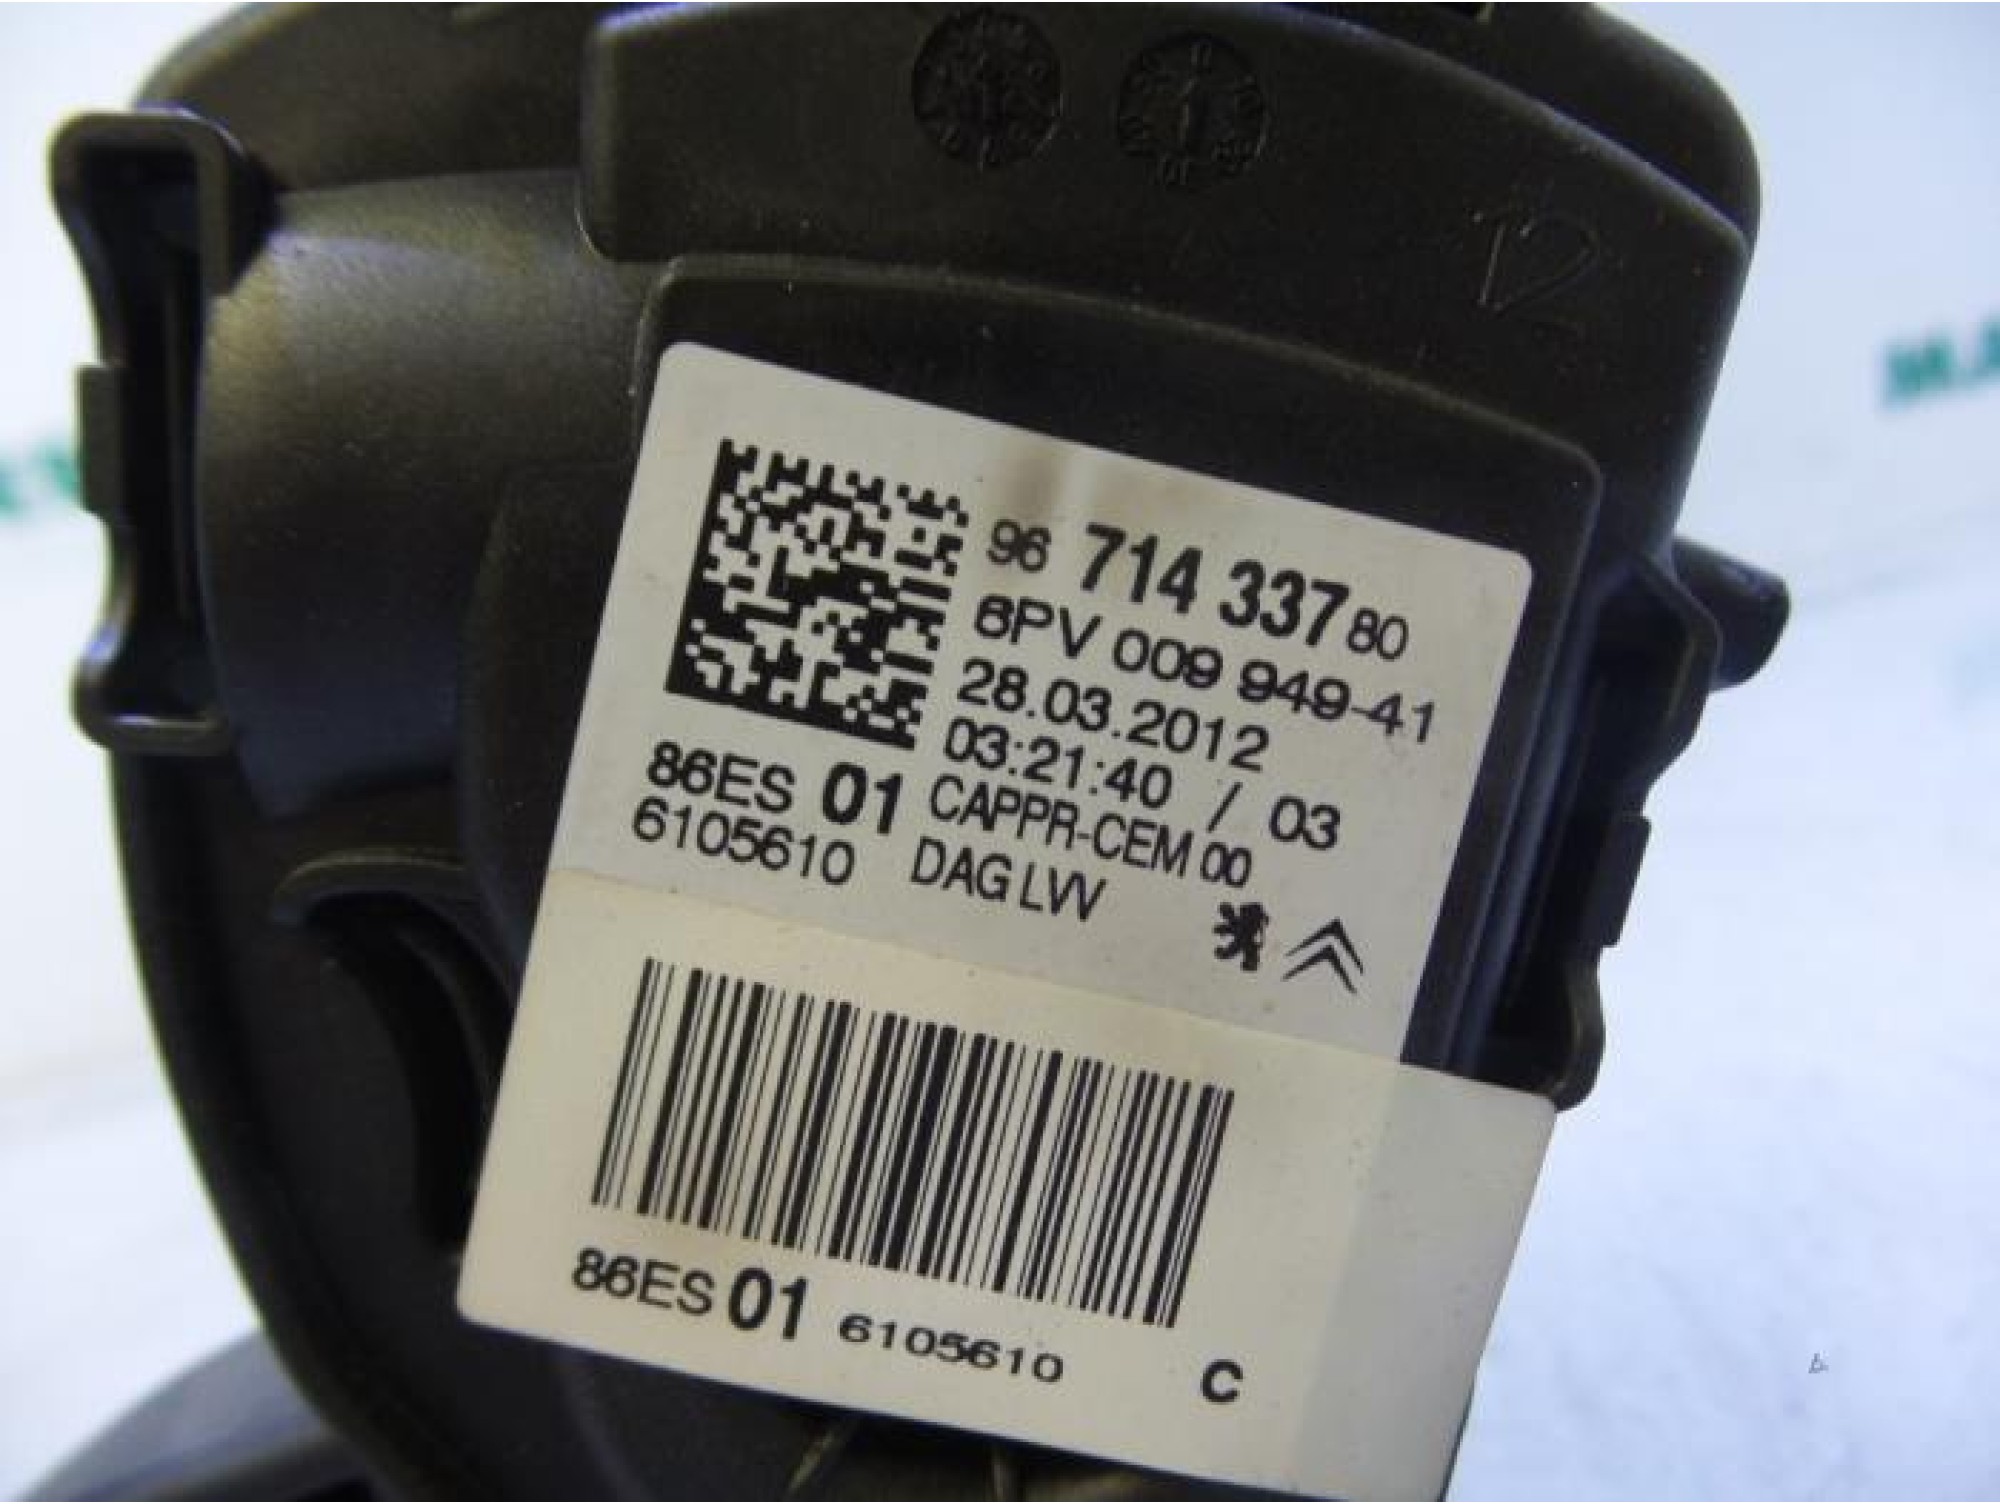 12
96 714 337 80
6PV 009 949-41
28.03.2012
03:21:40 / 03
86ES 01 CAPPR-CEM 00
6105610 DAG LVV
86ES 01 6105610
C